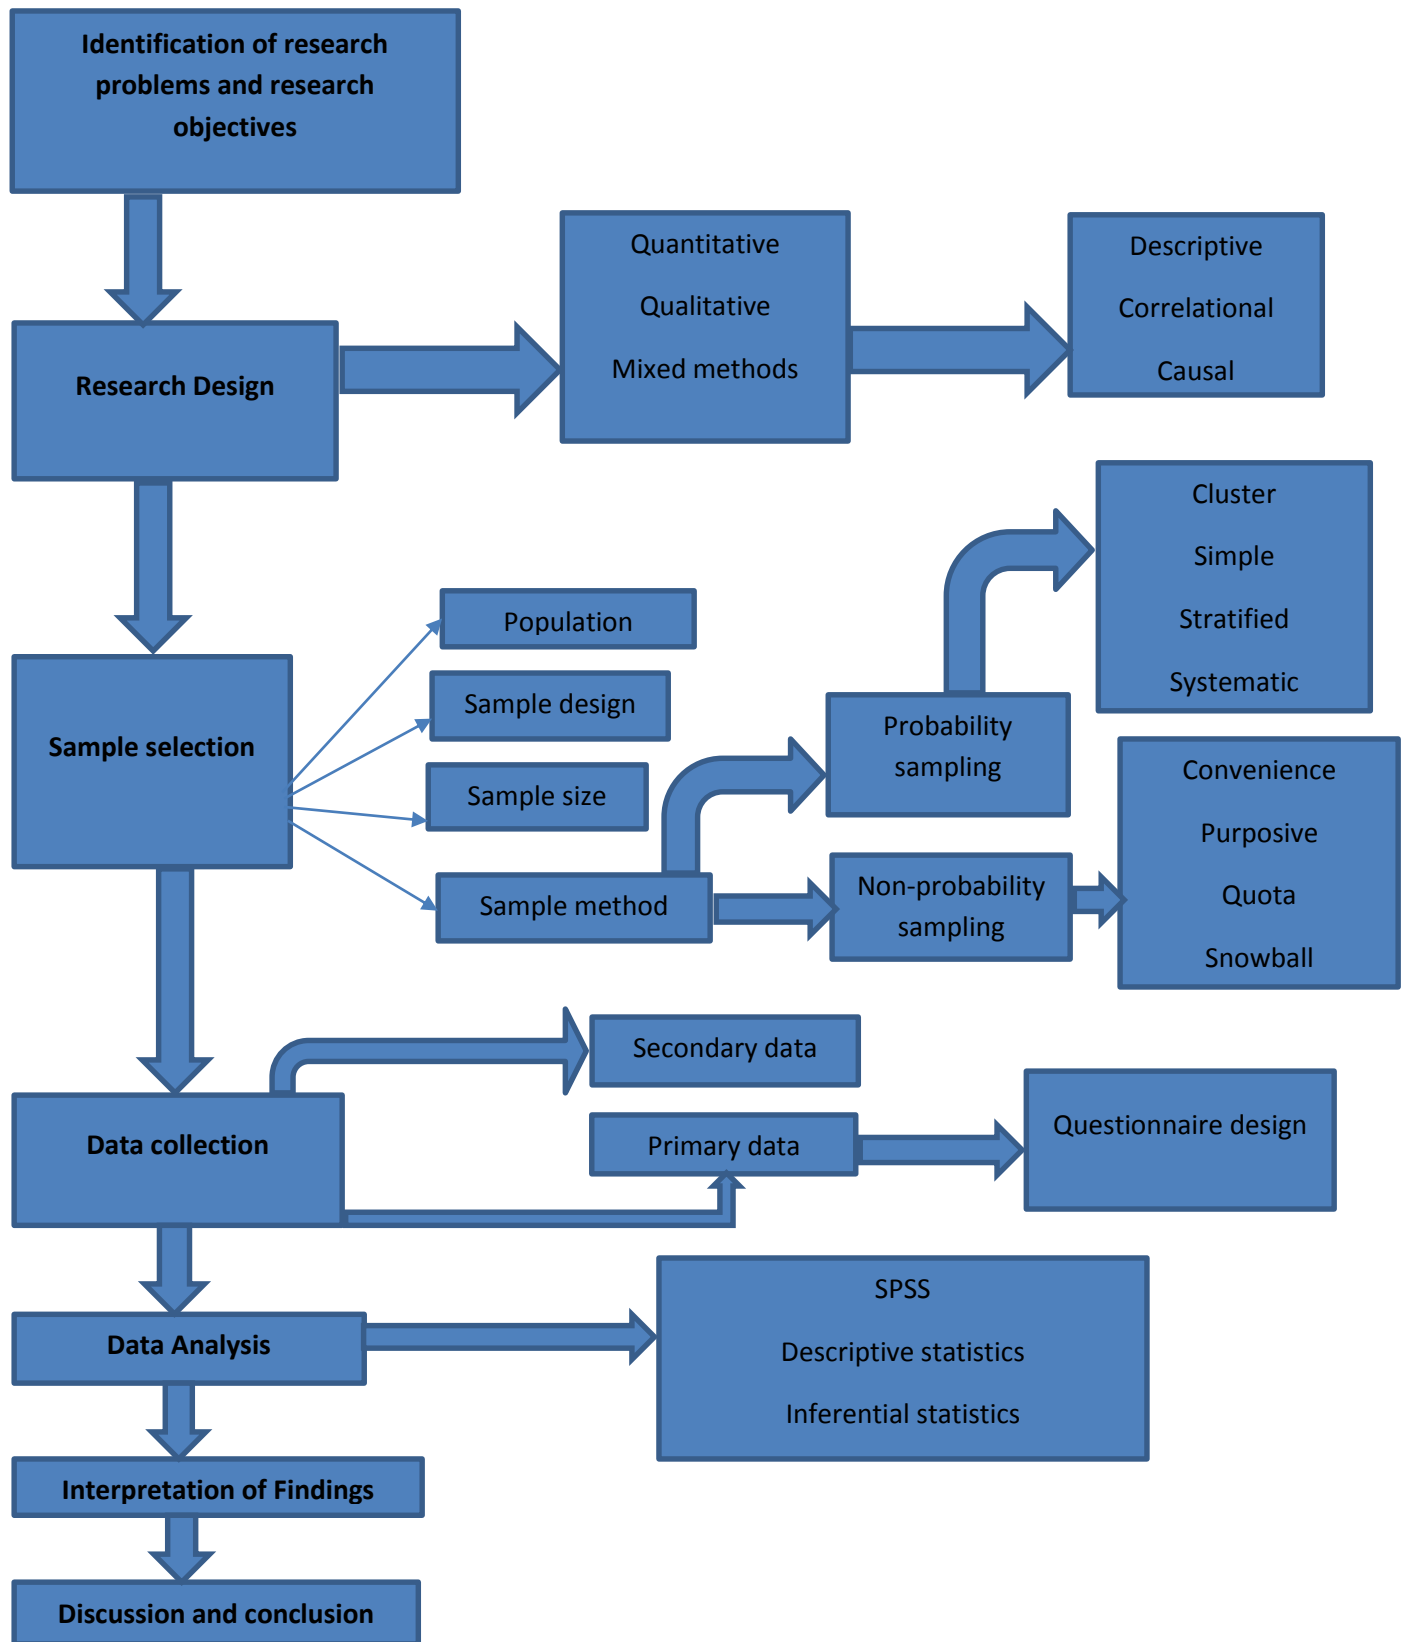 Identification of research
problems and research
objectives
Quantitative
Qualitative
Mixed methods
Descriptive
Correlational
Causal
Research Design
Cluster
Simple
Stratified
Systematic
Population
Sample design
Sample selection
Sample size
Sample method
Probability
sampling
Non-probability
sampling
Convenience
Purposive
Quota
Snowball
Secondary data
Data collection
Primary data
Questionnaire design
SPSS
Descriptive statistics
Inferential statistics
Data Analysis
Interpretation of Findings
Discussion and conclusion